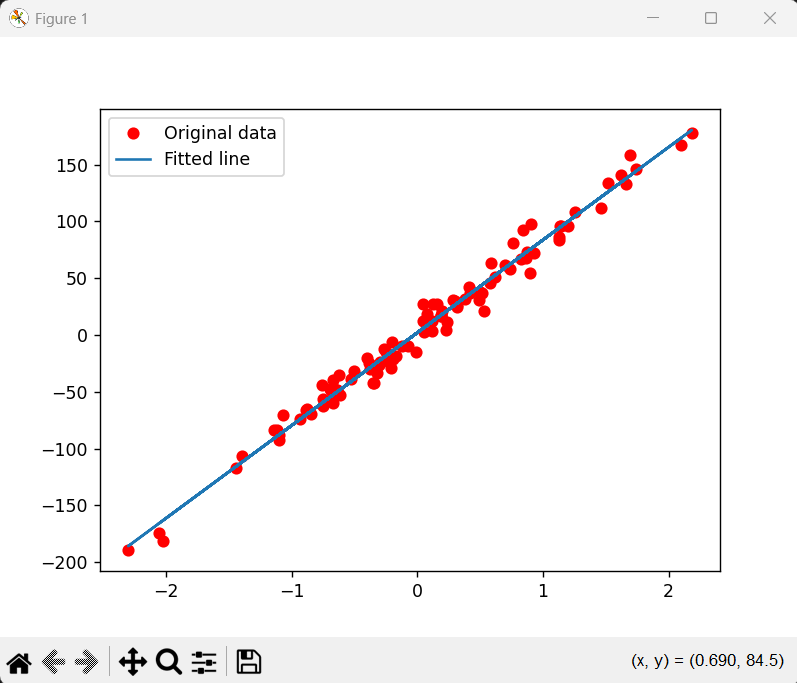 Figure 1
Original data
Fitted line
150
100
50
0
−50
−100
−150
−200
−2 −1 0 1 2
(x, y) = (0.690, 84.5)